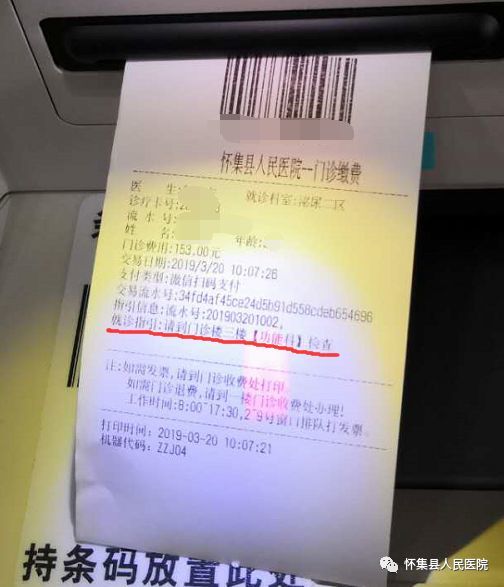 怀集县人民医院—门诊缴费
医 生:
就诊科室:泌尿二区
诊疗卡号:
流 水 号:
姓 名:
年龄:
门诊费用:153.00元
交易日期:2019/3/20 10:07:26
支付类型:微信扫码支付
交易流水号:34fd4af45ce24d5b91d558cdeb654696
指引信息:流水号:201903201002,
就诊指引:请到门诊楼三楼【功能科】检查
注:如需发票,请到门诊收费处打印
如需门诊退费,请到一楼门诊收费处办理!
工作时间:8:00~17:30,2~9号窗门排队打发票。
打印时间: 2019-03-20 10:07:21
机器代码: ZZJ04
持条码放置此处
怀集县人民医院